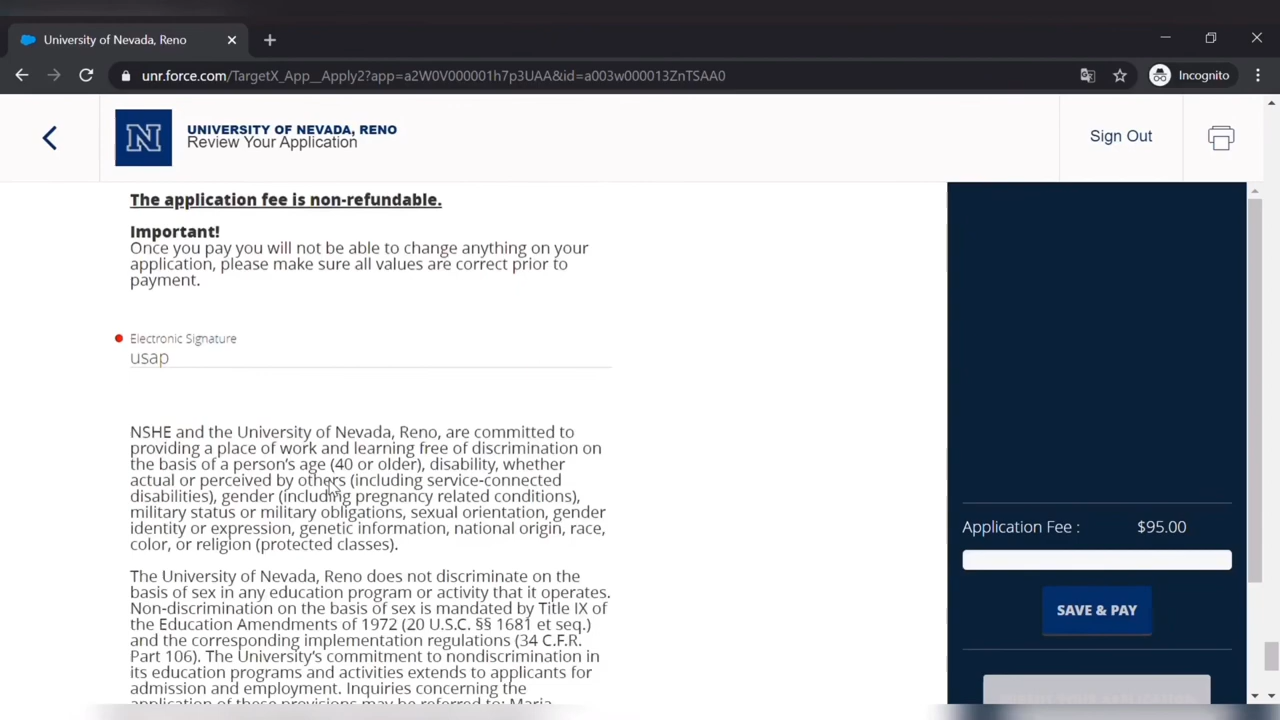 University of Nevada, Reno
unr.force.com/TargetX_App__Apply2?app=a2W0V000001h7p3UAA&id=a003w000013ZnTSAA0
Incognito
N
UNIVERSITY OF NEVADA, RENO
Review Your Application
Sign Out
The application fee is non-refundable.
Important!
Once you pay you will not be able to change anything on your
application, please make sure all values are correct prior to
payment.
Electronic Signature
usap
NSHE and the University of Nevada, Reno, are committed to
providing a place of work and learning free of discrimination on
the basis of a person's age (40 or older), disability, whether
actual or perceived by others (including service-connected
disabilities), gender (including pregnancy related conditions),
military status or military obligations, sexual orientation, gender
identity or expression, genetic information, national origin, race,
color, or religion (protected classes).
The University of Nevada, Reno does not discriminate on the
basis of sex in any education program or activity that it operates.
Non-discrimination on the basis of sex is mandated by Title IX of
the Education Amendments of 1972 (20 U.S.C. §§ 1681 et seq.)
and the corresponding implementation regulations (34 C.F.R.
Part 106). The University's commitment to nondiscrimination in
its education programs and activities extends to applicants for
admission and employment. Inquiries concerning the
application of these provisions may be referred to: Maria
Application Fee : $95.00
SAVE & PAY